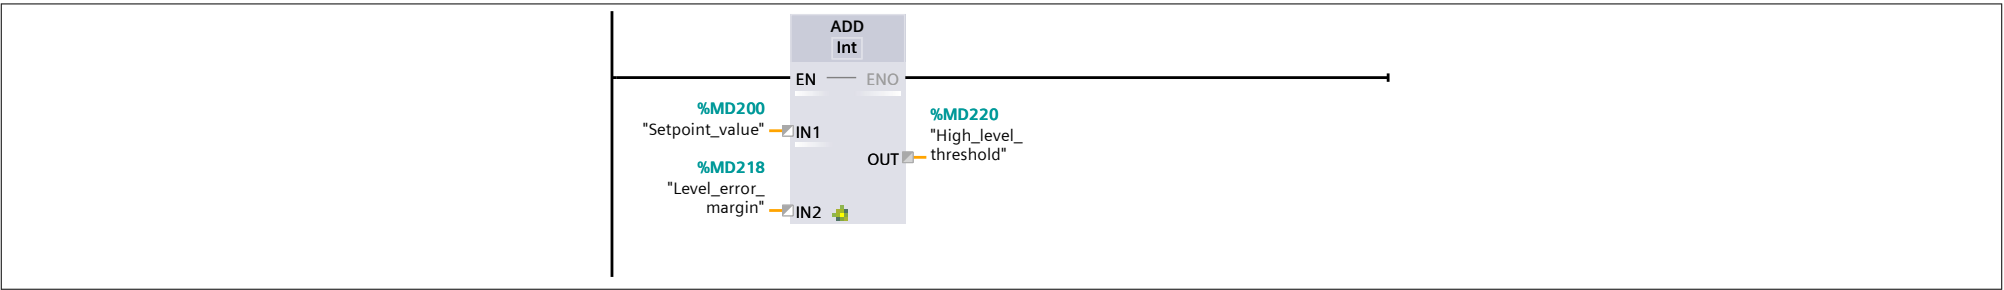 ADD
Int
EN
ENO
%MD200
"Setpoint_value"
IN1
%MD218
"Level_error_
margin"
IN2
%MD220
"High_level_
threshold"
OUT